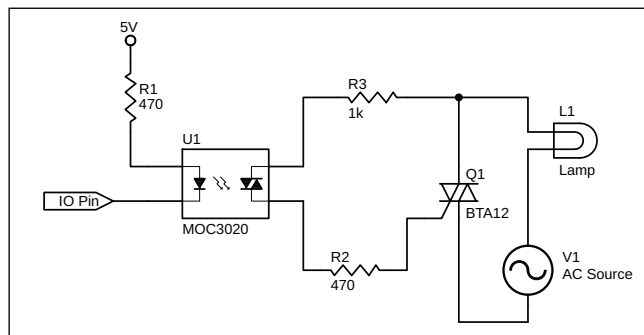 5V
R1
470
U1
IO Pin
MOC3020
R3
1k
R2
470
Q1
BTA12
L1
Lamp
V1
AC Source